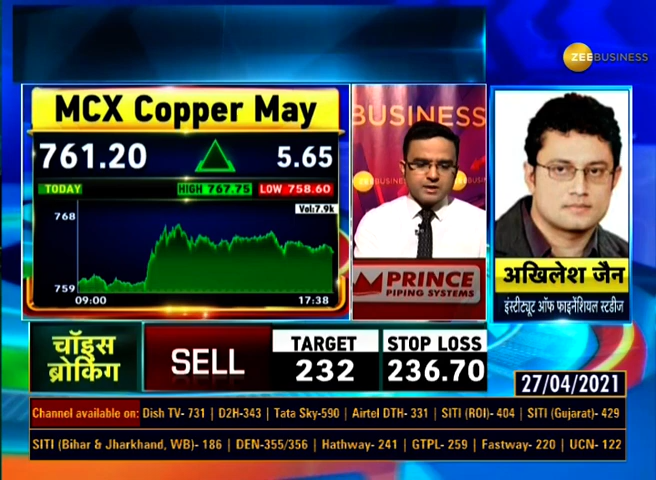 ZEEBUSINESS
MCX Copper May
761.20 5.65
TODAY HIGH 767.75 LOW 758.60
Vol:7.9k
768
759
09:00 17:38
BUSINESS
ZEEBUSINESS
PRINCE
PIPING SYSTEMS
अखिलेश जैन
इंस्टीट्यूट ऑफ फाइनेंशियल स्टडीज
चॉइस
ब्रोकिंग
SELL
TARGET
232
STOP LOSS
236.70
27/04/2021
Channel available on: Dish TV- 731 | D2H-343 | Tata Sky-590 | Airtel DTH- 331 | SITI (ROI)- 404 | SITI (Gujarat)- 429
SITI (Bihar & Jharkhand, WB)- 186 | DEN-355/356 | Hathway- 241 | GTPL- 259 | Fastway- 220 | UCN- 122